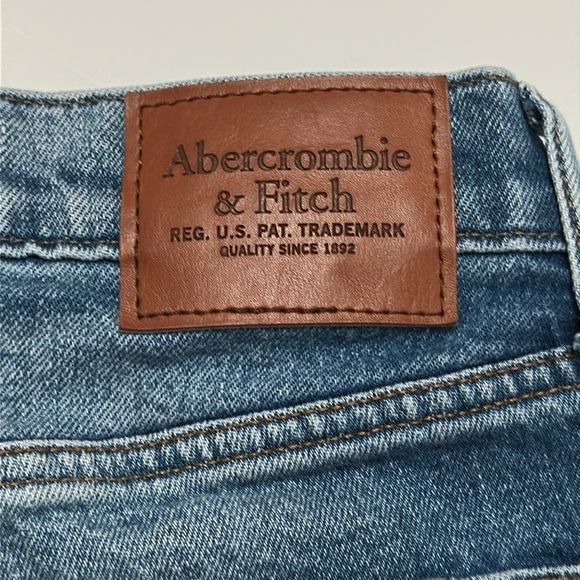 Abercrombie
& Fitch
REG. U.S. PAT. TRADEMARK
QUALITY SINCE 1892